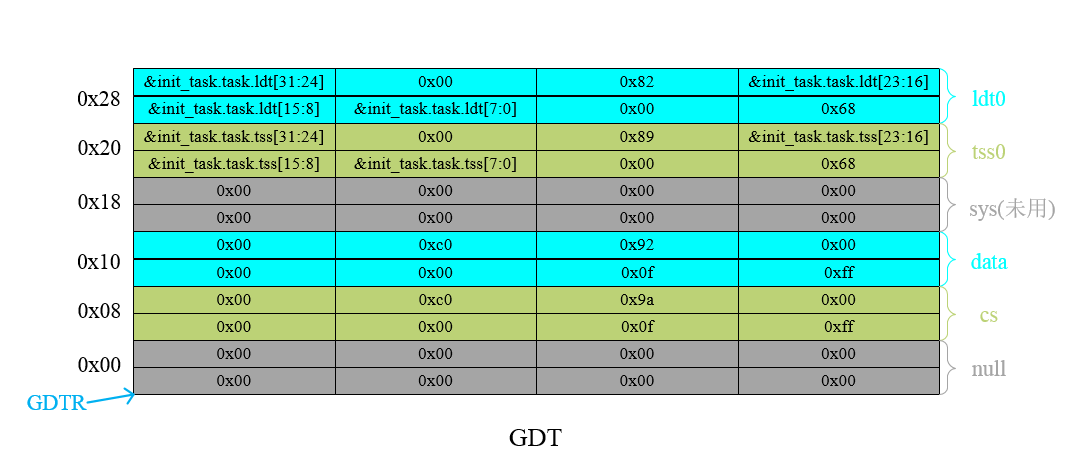 &init_task.task.ldt[31:24] 0x00 0x82 &init_task.task.ldt[23:16]
0x28 ldt0
&init_task.task.ldt[15:8] &init_task.task.ldt[7:0] 0x00 0x68
&init_task.task.tss[31:24] 0x00 0x89 &init_task.task.tss[23:16]
0x20 tss0
&init_task.task.tss[15:8] &init_task.task.tss[7:0] 0x00 0x68
0x00 0x00 0x00 0x00
0x18 sys(未用)
0x00 0x00 0x00 0x00
0x00 0xc0 0x92 0x00
0x10 data
0x00 0x00 0x0f 0xff
0x00 0xc0 0x9a 0x00
0x08 cs
0x00 0x00 0x0f 0xff
0x00 0x00 0x00 0x00
0x00 null
0x00 0x00 0x00 0x00
GDTR
GDT